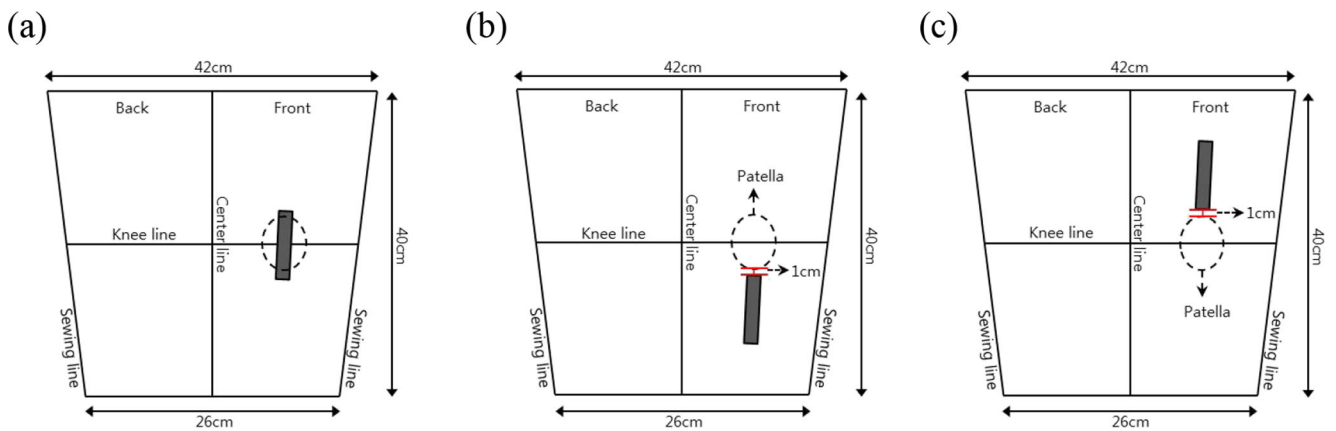 (a)
42cm
Back
Front
Knee line
Center line
40cm
Sewing line
Sewing line
26cm
(b)
42cm
Back
Front
Patella
Knee line
Center line
1cm
40cm
Sewing line
Sewing line
26cm
(c)
42cm
Back
Front
1cm
Knee line
Center line
40cm
Patella
Sewing line
Sewing line
26cm